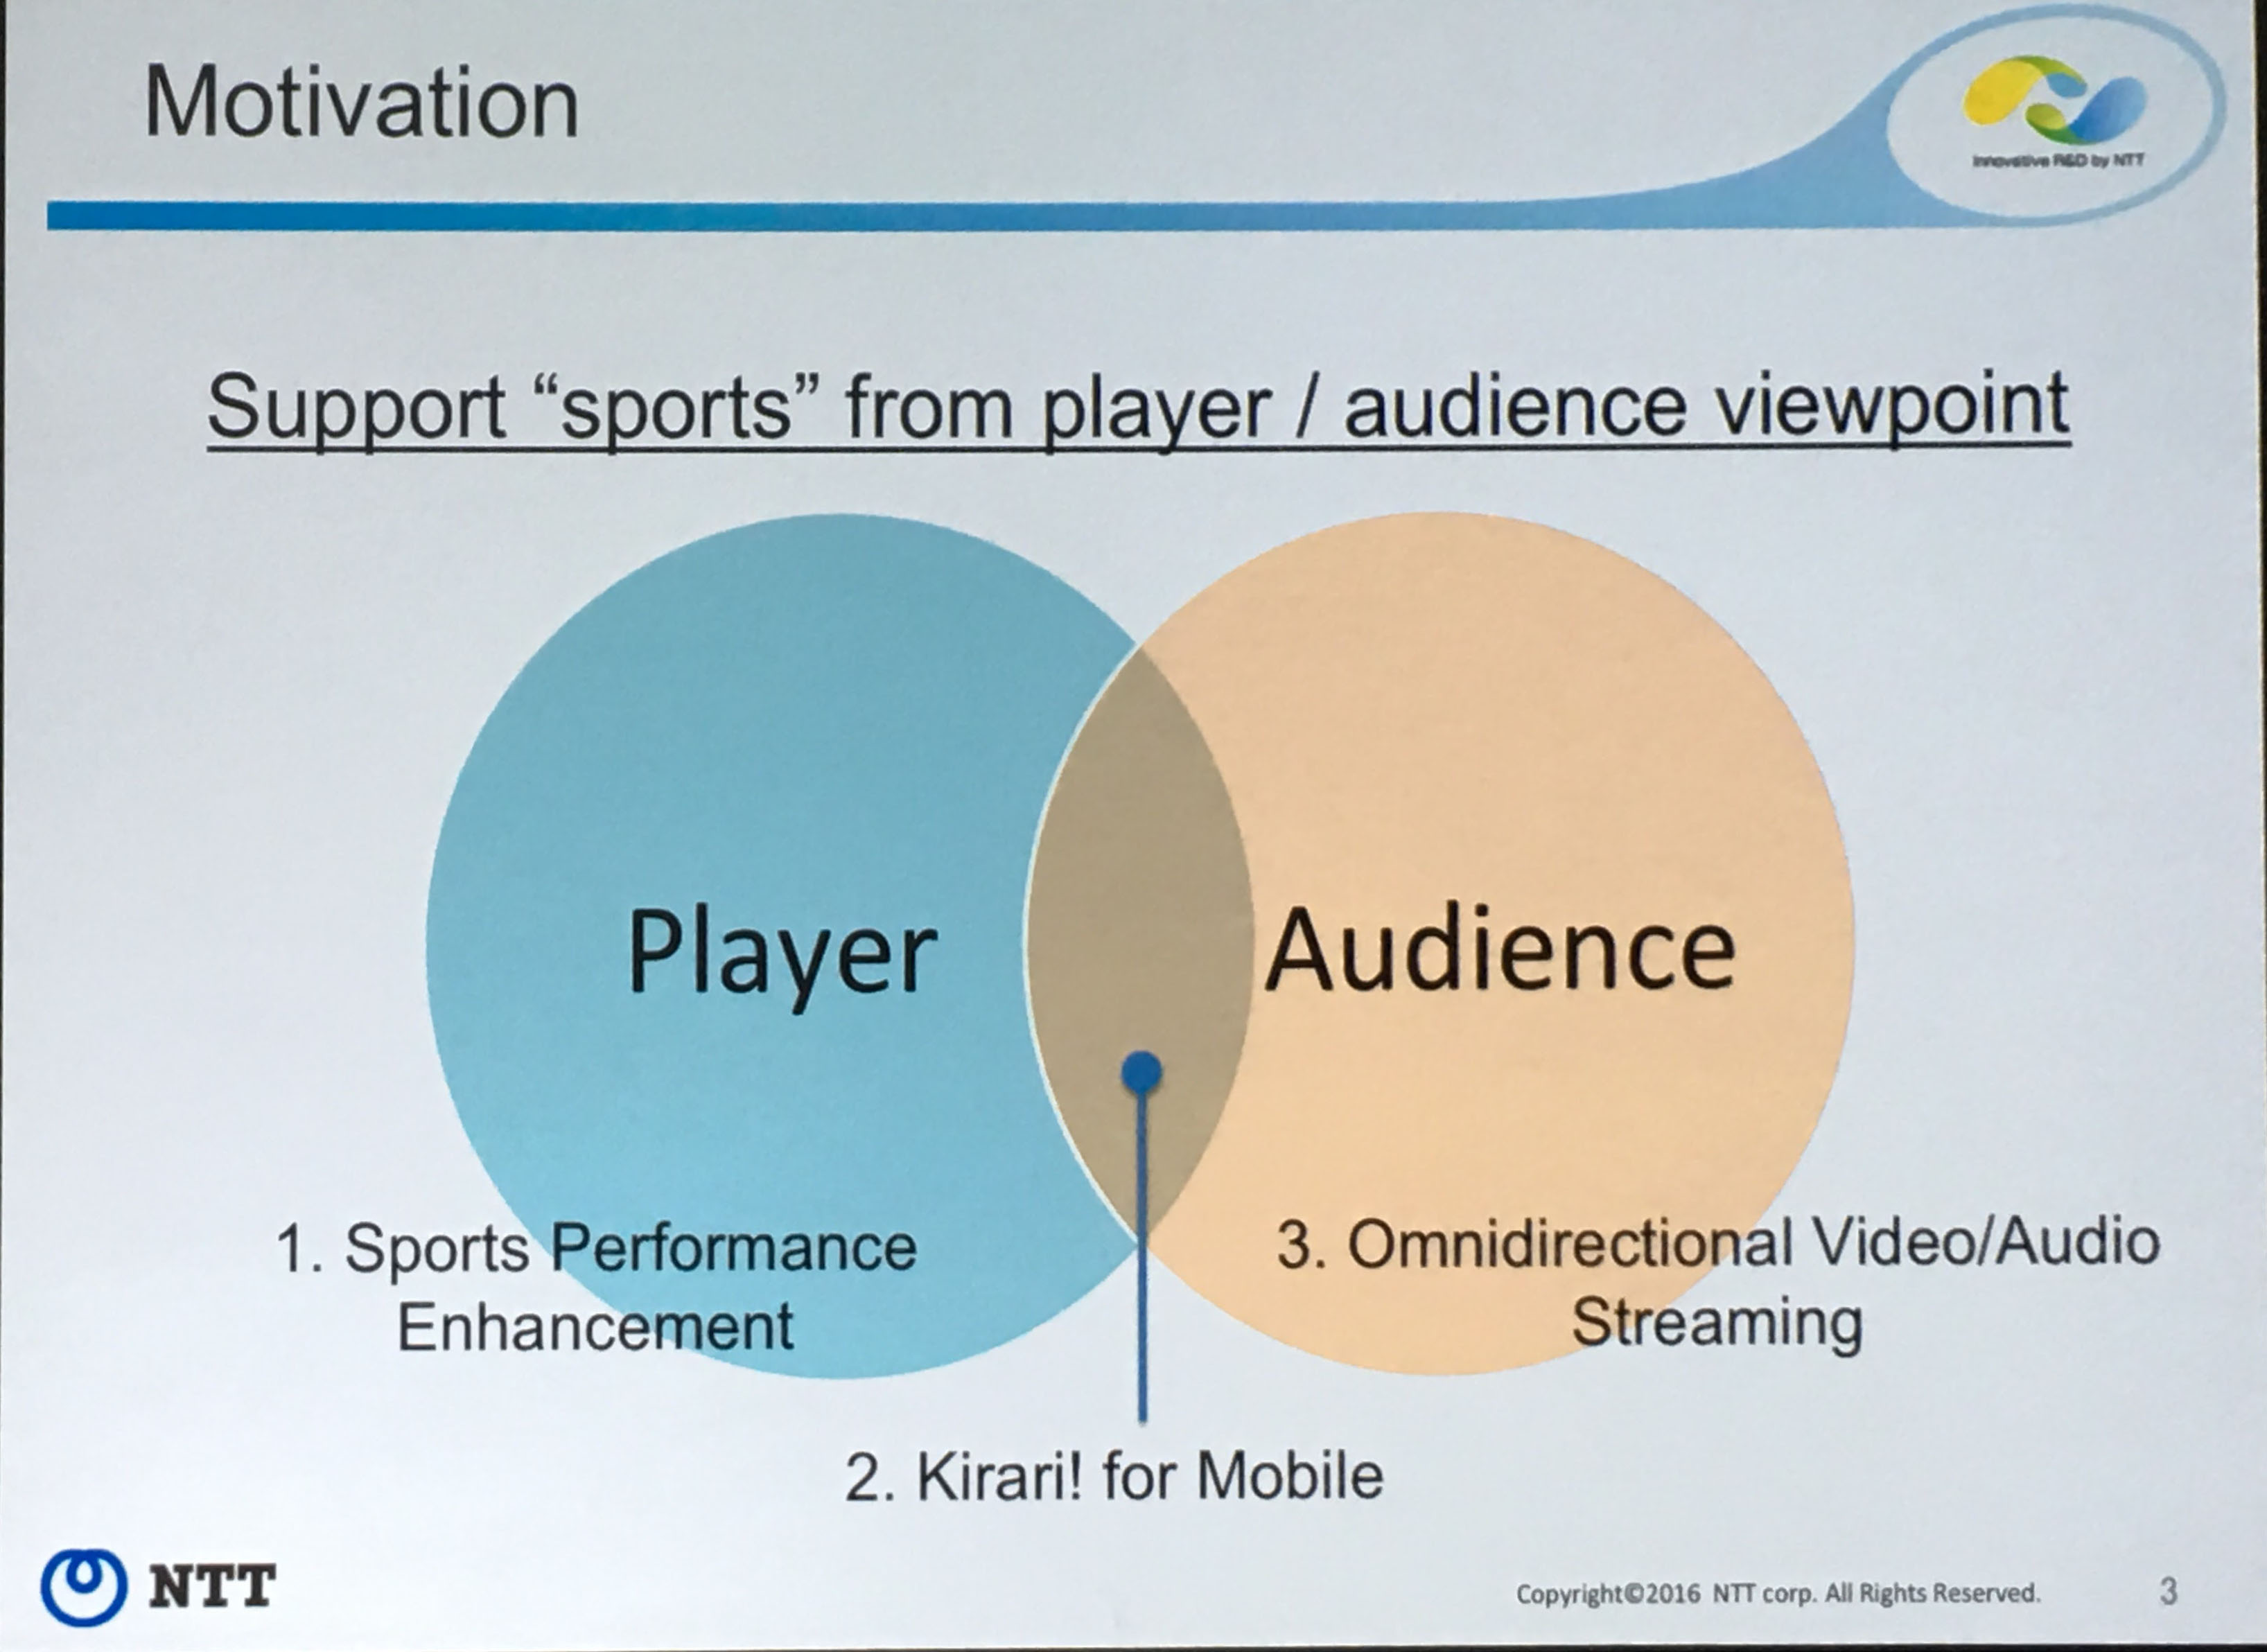 Motivation
Innovative R&D by NTT
Support “sports” from player / audience viewpoint
Player
Audience
1. Sports Performance
Enhancement
3. Omnidirectional Video/Audio
Streaming
2. Kirari! for Mobile
NTT
Copyright©2016 NTT corp. All Rights Reserved.
3